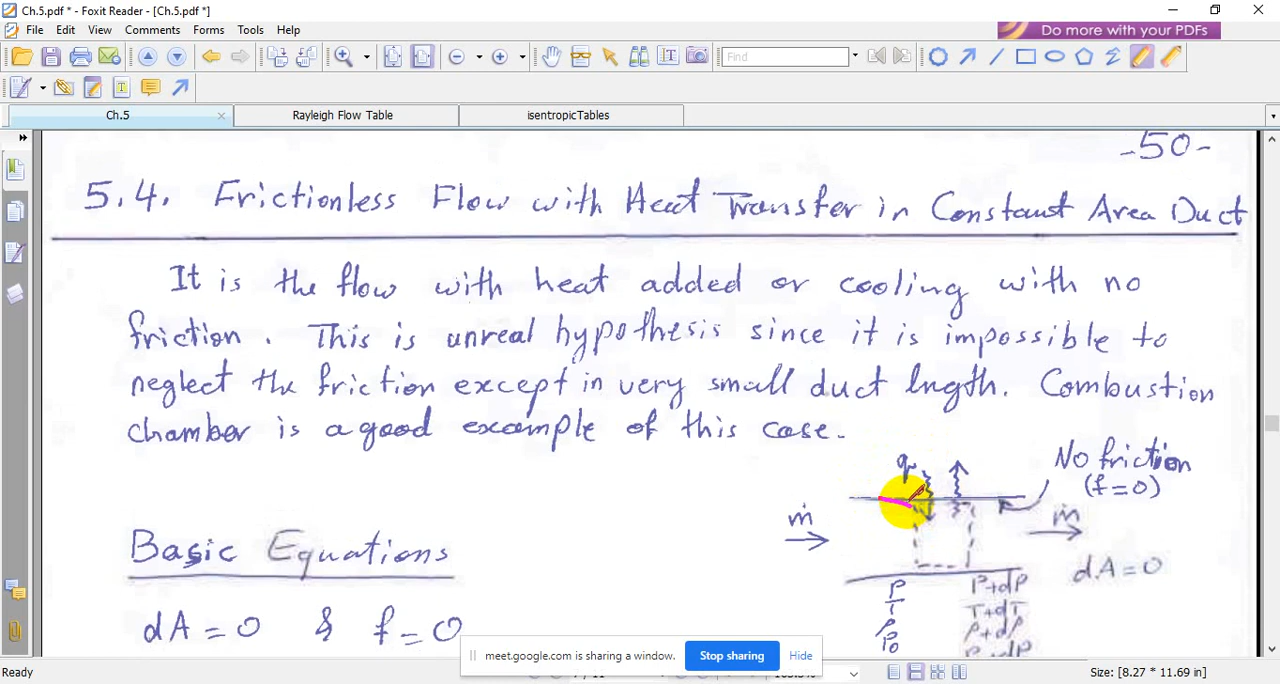 Ch.5.pdf * - Foxit Reader - [Ch.5.pdf *]
File Edit View Comments Forms Tools Help
Do more with your PDFs
Find
Ch.5
Rayleigh Flow Table
isentropicTables
-50-
5.4. Frictionless Flow with Heat Transfer in Constant Area Duct
It is the flow with heat added or cooling with no
friction. This is unreal hypothesis since it is impossible to
neglect the friction except in very small duct lngth. Combustion
chamber is a good example of this case.
q
No friction
(f=0)
ṁ
ṁ
dA=0
P
T
ρ
P0
P+dP
T+dT
ρ+dρ
Basic Equations
dA=0 & f=0
meet.google.com is sharing a window.
Stop sharing
Hide
Ready
Size: [8.27 * 11.69 in]